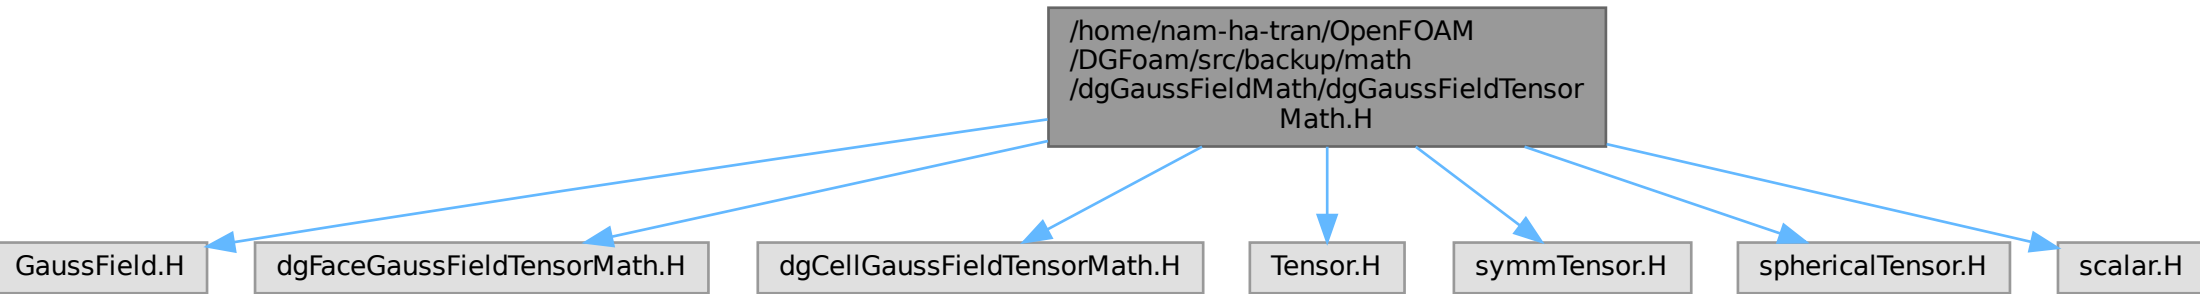 /home/nam-ha-tran/OpenFOAM
/DGFoam/src/backup/math
/dgGaussFieldMath/dgGaussFieldTensor
Math.H
GaussField.H
dgFaceGaussFieldTensorMath.H
dgCellGaussFieldTensorMath.H
Tensor.H
symmTensor.H
sphericalTensor.H
scalar.H